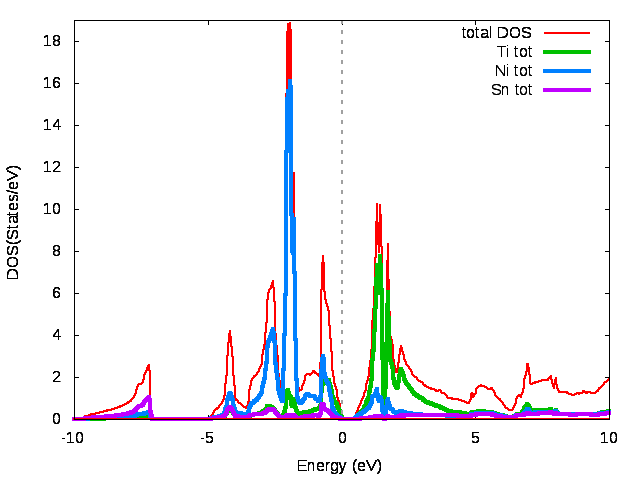 total DOS
Ti tot
Ni tot
Sn tot
18
16
14
12
10
8
6
4
2
0
-10
-5
0
5
10
DOS(States/eV)
Energy (eV)